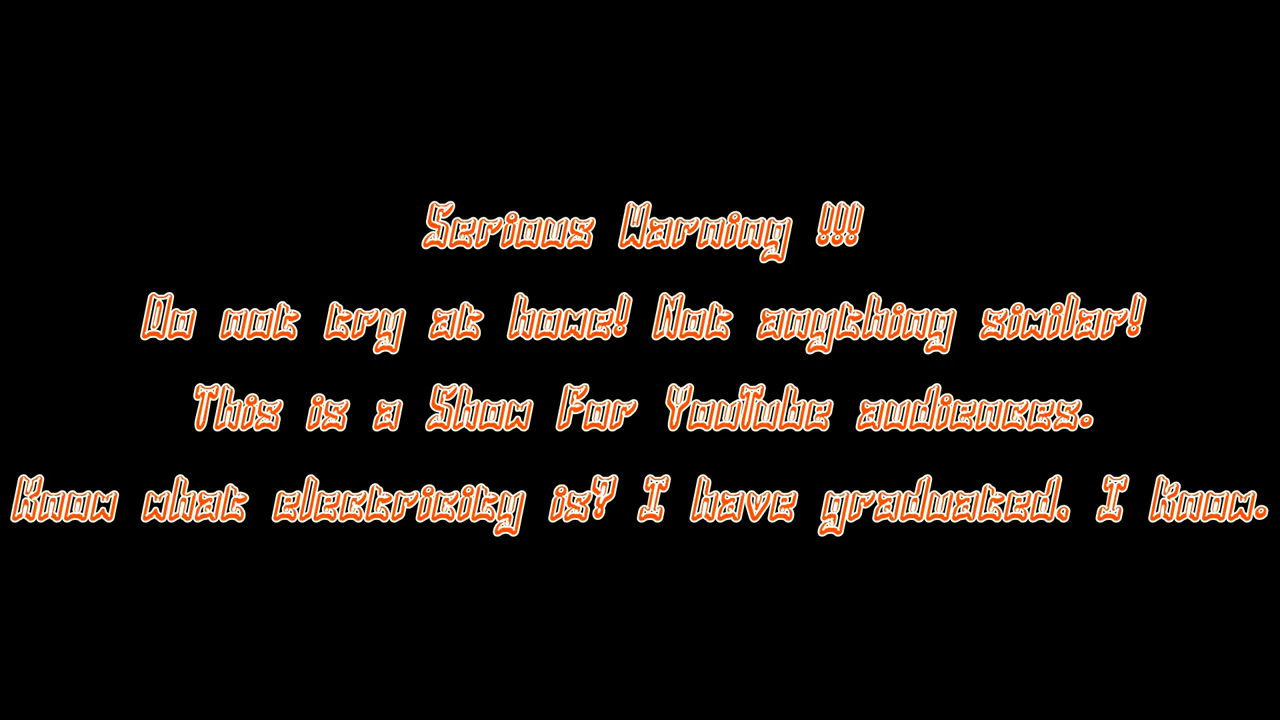 Serious Warning !!!
Do not try at home! Not anything similar!
This is a Show For YouTube audiences.
Know what electricity is? I have graduated. I Know.